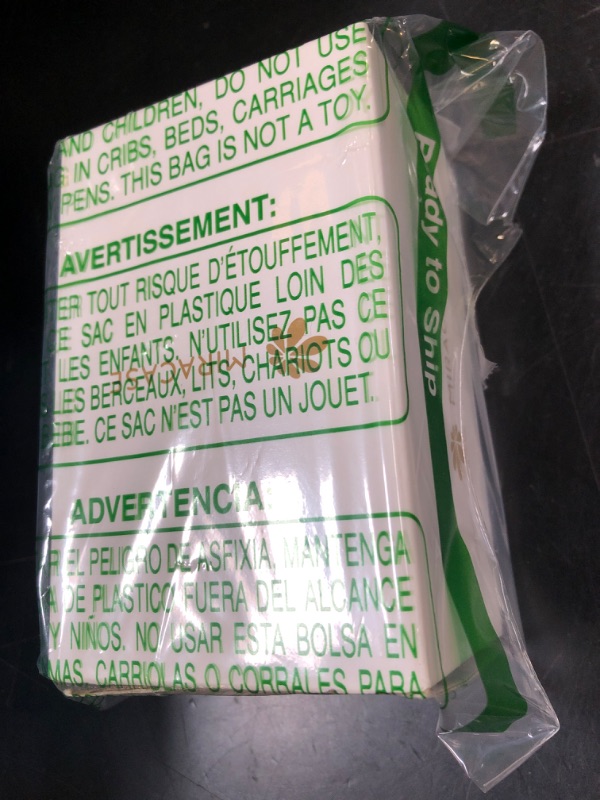 AND CHILDREN, DO NOT USE
IN CRIBS, BEDS, CARRIAGES
PENS. THIS BAG IS NOT A TOY.
AVERTISSEMENT:
TOUT RISQUE D'ÉTOUFFEMENT,
SAC EN PLASTIQUE LOIN DES
LES ENFANTS, N'UTILISEZ PAS CE
LES BERCEAUX, LITS, CHARIOTS OU
CE SAC N'EST PAS UN JOUET.
MIRACASE
ADVERTENCIA:
R EL PELIGRO DE ASFIXIA, MANTENGA
A DE PLASTICO FUERA DEL ALCANCE
Y NIÑOS. NO USAR ESTA BOLSA EN
MAS, CARRIOLAS O CORRALES PARA
Ready to Ship